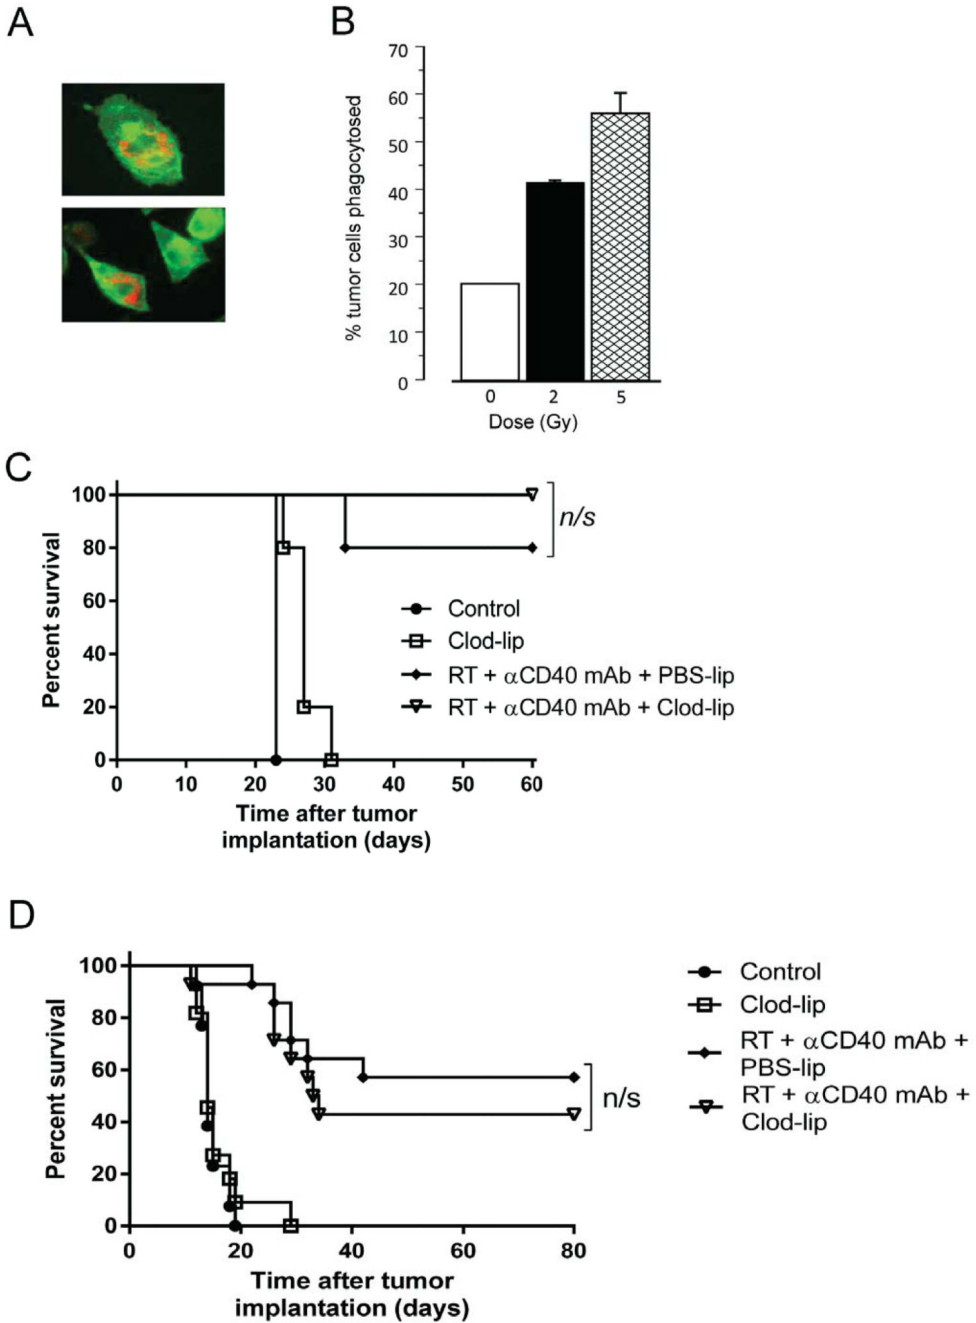 A
B
70
60
50
40
30
20
10
0
% tumor cells phagocytosed
0 2 5
Dose (Gy)
C
100
80
60
40
20
0
Percent survival
n/s
Control
Clod-lip
RT + αCD40 mAb + PBS-lip
RT + αCD40 mAb + Clod-lip
0 10 20 30 40 50 60
Time after tumor
implantation (days)
D
100
80
60
40
20
0
Percent survival
n/s
Control
Clod-lip
RT + αCD40 mAb +
PBS-lip
RT + αCD40 mAb +
Clod-lip
0 20 40 60 80
Time after tumor
implantation (days)